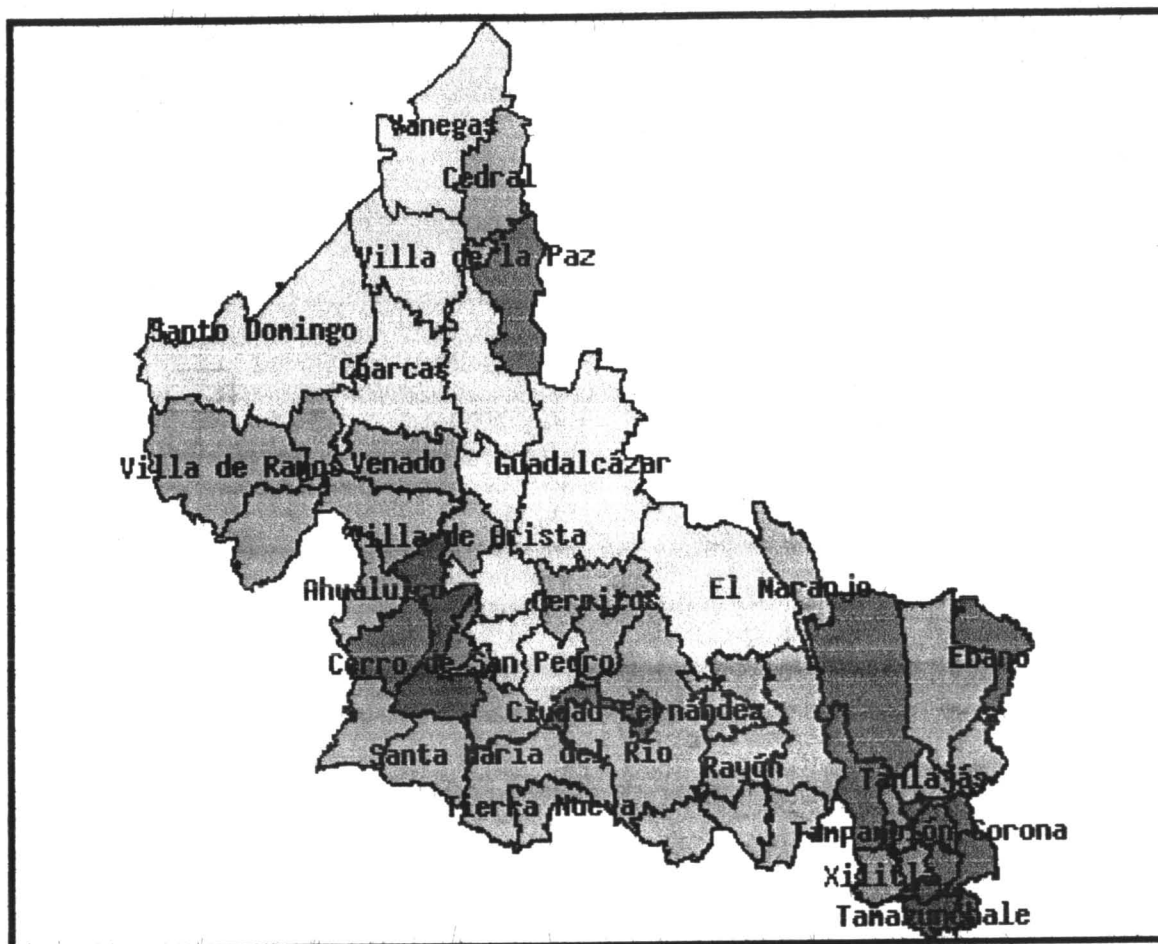 Vanegas
Cedral
Villa de la Paz
Santo Domingo
Charcas
Villa de Ramos
Venado
Guadalcázar
Villa de Arista
Ahualulco
Cerritos
El Naranjo
Cerro de San Pedro
Ebano
Ciudad Fernández
Santa María del Río
Rayón
Tanlajás
Tierra Nueva
Tampamolón Corona
Xilitla
Tamazunchale